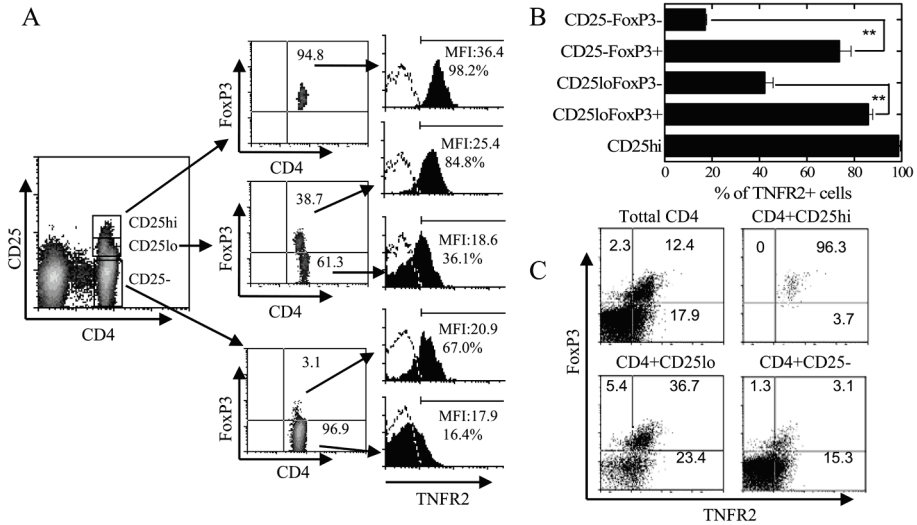 A
CD25
CD4
CD25hi
CD25lo
CD25-
FoxP3
94.8
CD4
FoxP3
38.7
61.3
CD4
FoxP3
3.1
96.9
CD4
MFI:36.4
98.2%
MFI:25.4
84.8%
MFI:18.6
36.1%
MFI:20.9
67.0%
MFI:17.9
16.4%
TNFR2
B
CD25-FoxP3-
CD25-FoxP3+
CD25loFoxP3-
CD25loFoxP3+
CD25hi
**
**
0 20 40 60 80 100
% of TNFR2+ cells
C
Tottal CD4
2.3 12.4
17.9
CD4+CD25hi
0 96.3
3.7
CD4+CD25lo
5.4 36.7
23.4
CD4+CD25-
1.3 3.1
15.3
FoxP3
TNFR2